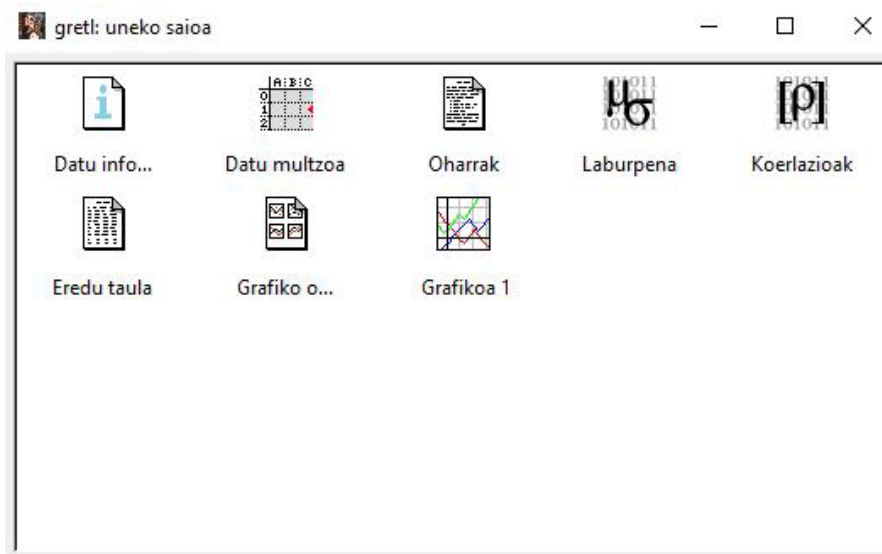 gretl: uneko saioa
Datu info... Datu multzoa Oharrak Laburpena Koerlazioak
Eredu taula Grafiko o... Grafikoa 1